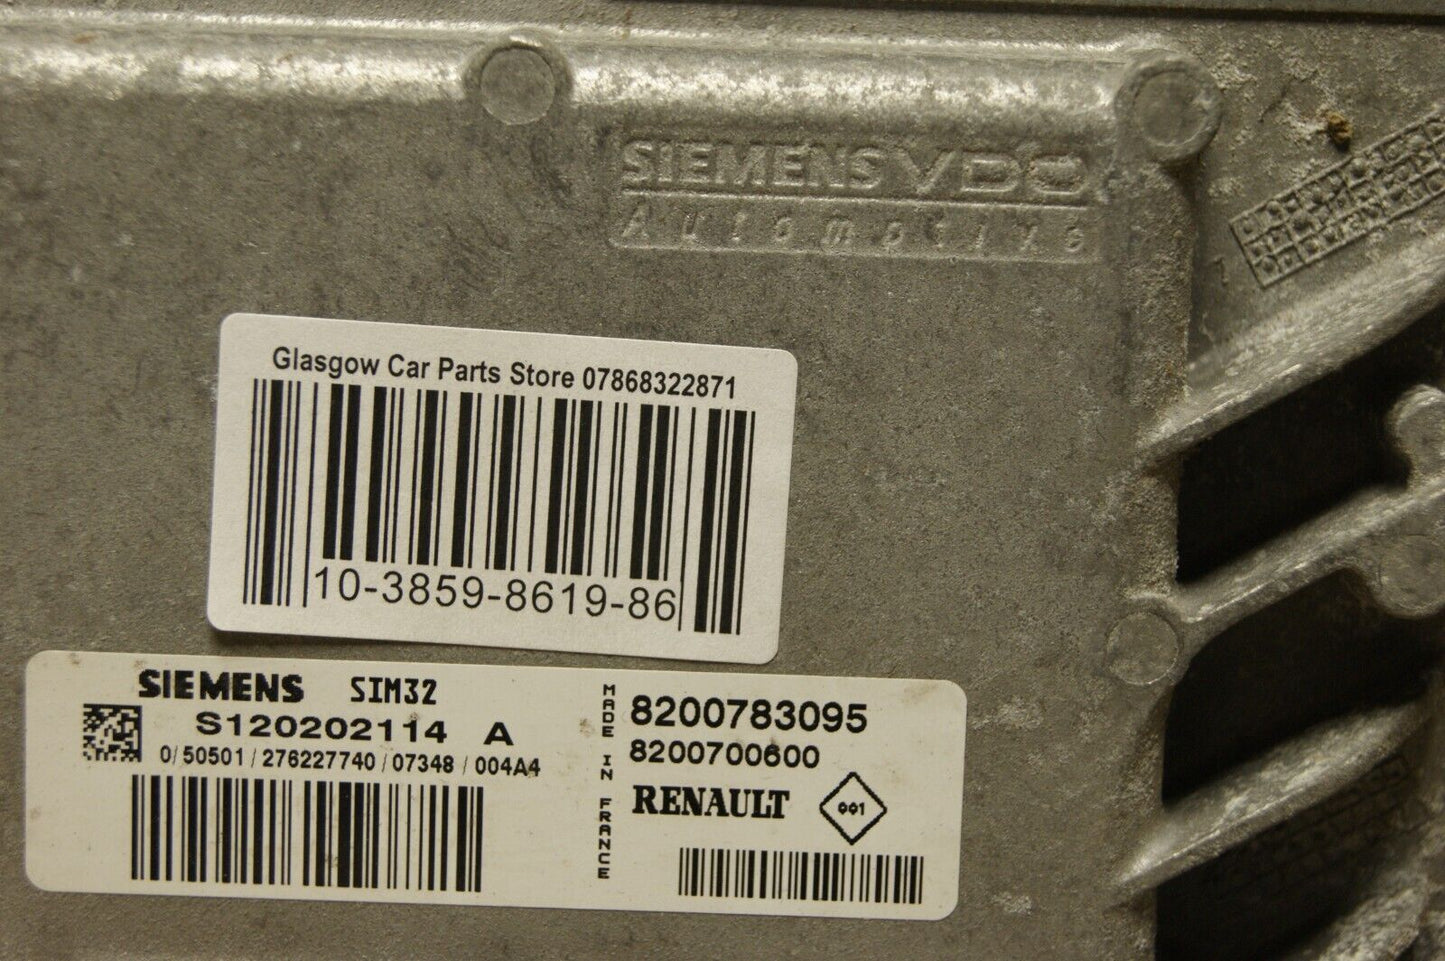 SIEMENS VDO
Automotive
Glasgow Car Parts Store 07868322871
10-3859-8619-86
SIEMENS SIM32
S120202114 A
0/50501/276227740/07348/004A4
MADE IN FRANCE
8200783095
8200700600
RENAULT 001